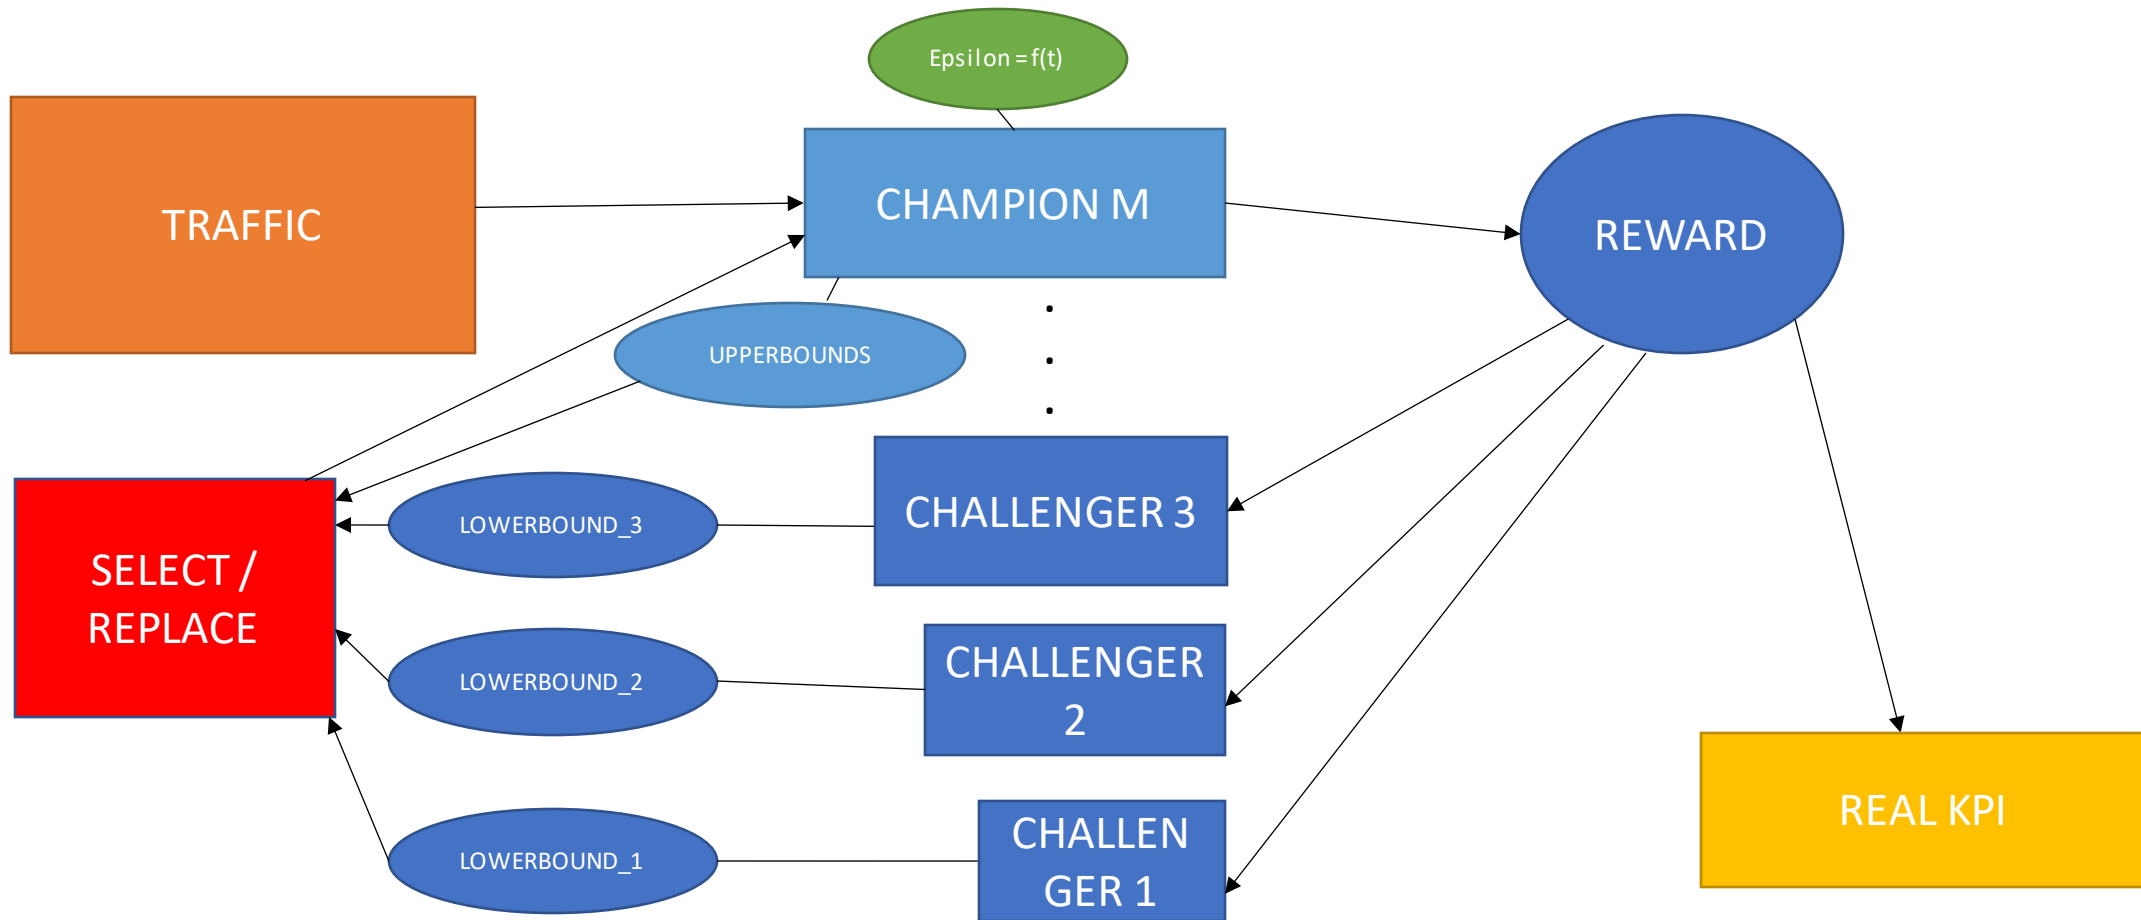 Epsilon = f(t)
TRAFFIC
CHAMPION M
REWARD
.
.
.
UPPERBOUNDS
CHALLENGER 3
LOWERBOUND_3
SELECT /
REPLACE
CHALLENGER
2
LOWERBOUND_2
REAL KPI
CHALLEN
GER 1
LOWERBOUND_1